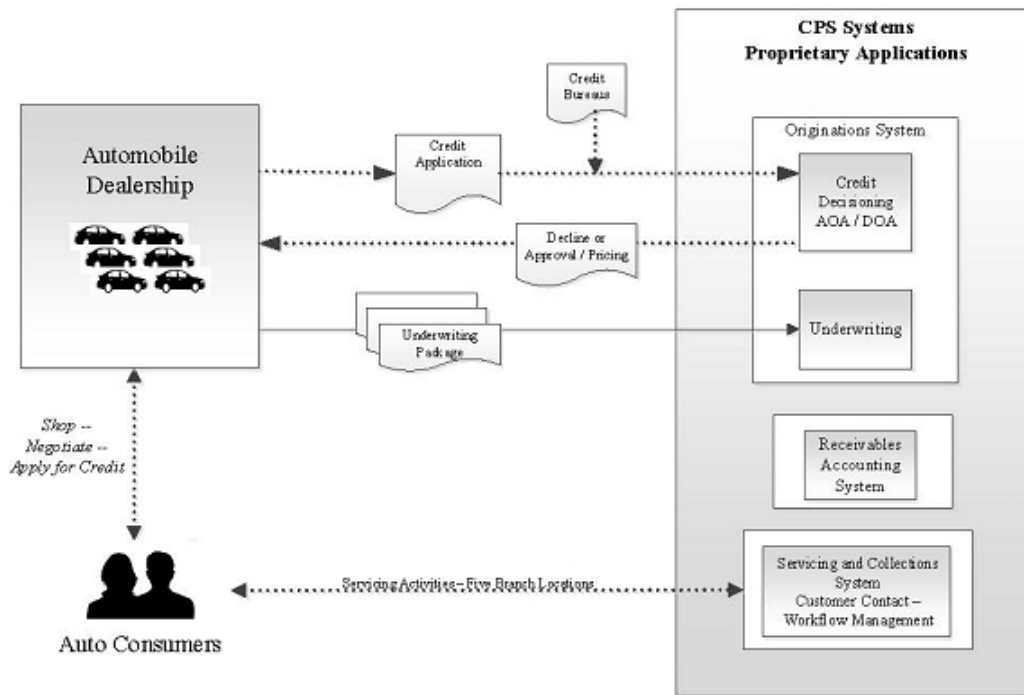 CPS Systems
Proprietary Applications
Credit
Bureaus
Automobile
Dealership
Credit
Application
Originations System
Credit
Decisioning
AOA / DOA
Decline or
Approval / Pricing
Underwriting
Package
Underwriting
Shop --
Negotiate --
Apply for Credit
Receivables
Accounting
System
Servicing Activities – Five Branch Locations
Servicing and Collections
System
Customer Contact –
Workflow Management
Auto Consumers